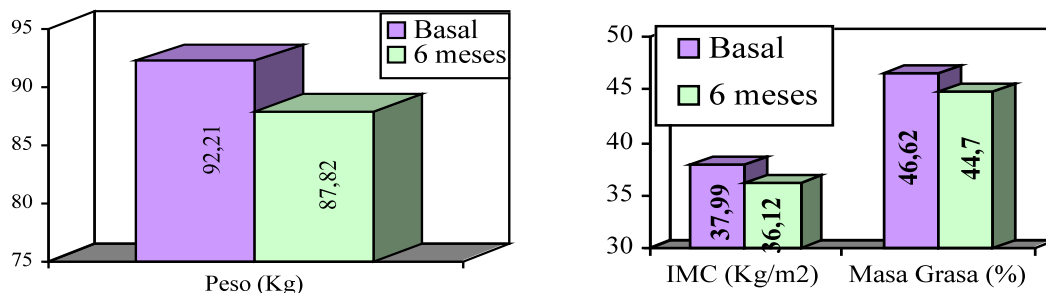 95
90
85
80
75
Basal
6 meses
92,21
87,82
Peso (Kg)
50
45
40
35
30
Basal
6 meses
37,99
36,12
46,62
44,7
IMC (Kg/m2)
Masa Grasa (%)